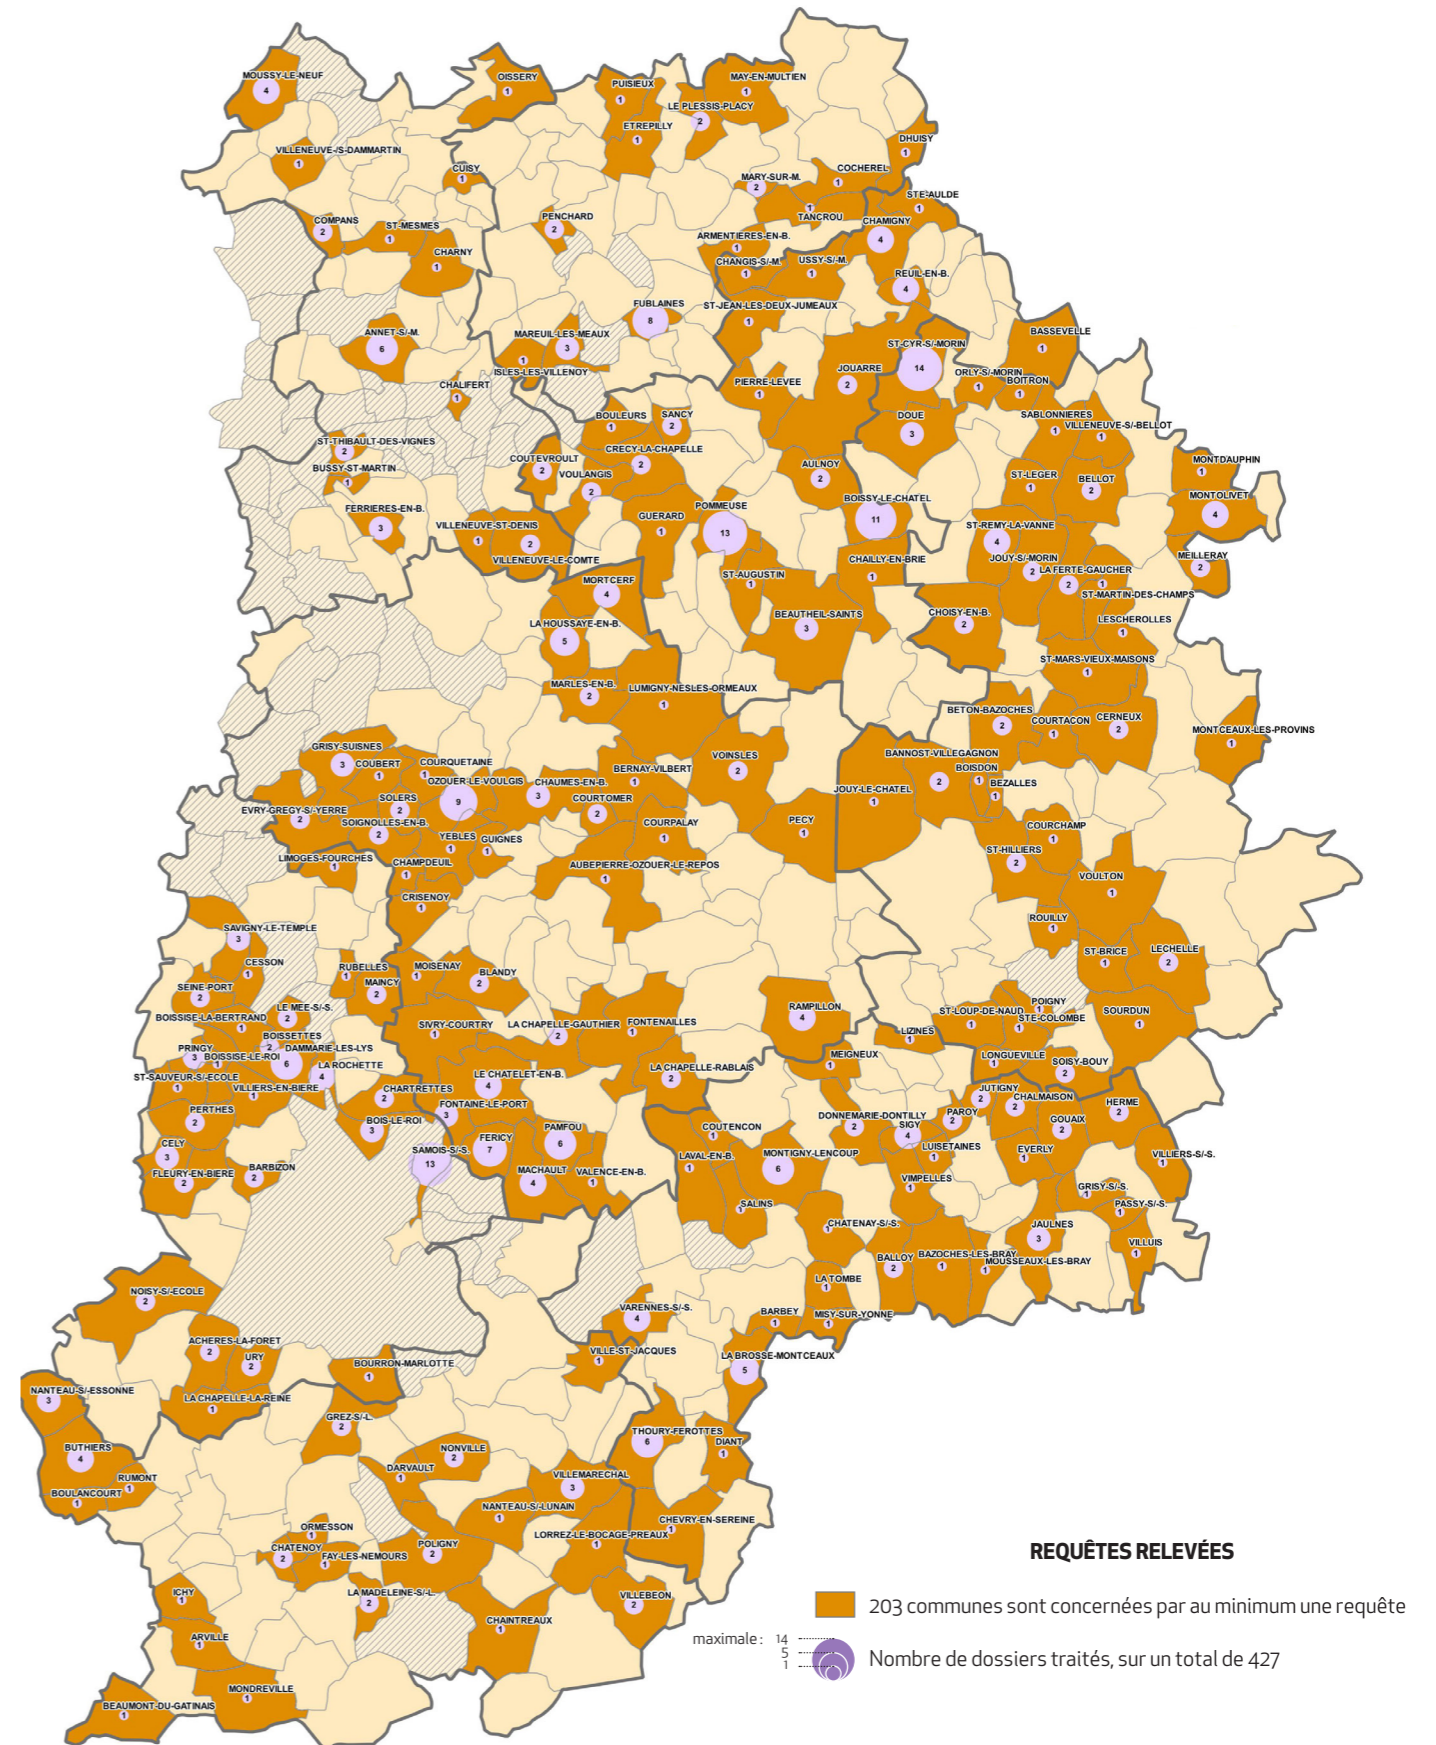 MOUSSY-LE-NEUF
4
OISSERY
1
PUISIEUX
1
MAY-EN-MULTIEN
1
LE PLESSIS-PLACY
2
ETREPILLY
1
DHUISY
1
VILLENEUVE-/S-DAMMARTIN
1
CUISY
1
COCHEREL
1
MARY-SUR-M.
2
STE-AULDE
1
TANCROU
1
COMPANS
2
ST-MESMES
1
PENCHARD
2
CHAMIGNY
4
ARMENTIERES-EN-B.
1
CHARNY
1
CHANGIS-S/-M.
1
USSY-S/-M.
1
REUIL-EN-B.
4
FUBLAINES
8
ST-JEAN-LES-DEUX-JUMEAUX
1
ANNET-S/-M.
6
MAREUIL-LES-MEAUX
3
1
ISLES-LES-VILLENOY
BASSEVELLE
1
ST-CYR-S/-MORIN
14
JOUARRE
2
ORLY-S/-MORIN
1
BOITRON
1
CHALIFERT
1
PIERRE-LEVEE
1
BOULEURS
1
SANCY
2
DOUE
3
SABLONNIERES
1
VILLENEUVE-S/-BELLOT
1
ST-THIBAULT-DES-VIGNES
2
CRECY-LA-CHAPELLE
2
COUTEVROULT
2
VOULANGIS
2
AULNOY
2
MONTDAUPHIN
1
BUSSY-ST-MARTIN
1
ST-LEGER
1
BELLOT
2
MONTOLIVET
4
FERRIERES-EN-B.
3
POMMEUSE
13
BOISSY-LE-CHATEL
11
GUERARD
1
VILLENEUVE-ST-DENIS
1
2
VILLENEUVE-LE-COMTE
ST-REMY-LA-VANNE
4
JOUY-S/-MORIN
2
LA FERTE-GAUCHER
2
1
ST-MARTIN-DES-CHAMPS
MEILLERAY
2
CHAILLY-EN-BRIE
1
ST-AUGUSTIN
1
MORTCERF
4
BEAUTHEIL-SAINTS
3
CHOISY-EN-B.
2
LESCHEROLLES
1
LA HOUSSAYE-EN-B.
5
ST-MARS-VIEUX-MAISONS
1
MARLES-EN-B.
2
LUMIGNY-NESLES-ORMEAUX
1
BETON-BAZOCHES
2
COURTACON
1
CERNEUX
2
MONTCEAUX-LES-PROVINS
1
GRISY-SUISNES
3
COUBERT
1
COURQUETAINE
1
OZOUER-LE-VOULGIS
9
CHAUMES-EN-B.
3
BERNAY-VILBERT
1
VOINSLES
2
BANNOST-VILLEGAGNON
2
BOISDON
1
BEZALLES
1
JOUY-LE-CHATEL
1
EVRY-GREGY-S/-YERRE
2
SOLERS
2
COURTOMER
2
SOIGNOLLES-EN-B.
2
YEBLES
1
GUIGNES
1
COURPALAY
1
PECY
1
COURCHAMP
1
ST-HILLIERS
2
LIMOGES-FOURCHES
1
CHAMPDEUIL
1
AUBEPIERRE-OZOUER-LE-REPOS
1
VOULTON
1
CRISENOY
1
ROUILLY
1
SAVIGNY-LE-TEMPLE
3
CESSON
1
RUBELLES
1
MAINCY
2
MOISENAY
1
BLANDY
2
ST-BRICE
1
LECHELLE
2
SEINE-PORT
2
LE MEE-S/-S.
2
BOISSISE-LA-BERTRAND
1
SIVRY-COURTRY
1
LA CHAPELLE-GAUTHIER
2
FONTENAILLES
1
RAMPILLON
4
LIZINES
1
ST-LOUP-DE-NAUD
1
POIGNY
1
STE-COLOMBE
1
SOURDUN
1
BOISSETTES
2
PRINGY
3
BOISSISE-LE-ROI
1
DAMMARIE-LES-LYS
6
LA ROCHETTE
4
ST-SAUVEUR-S/-ECOLE
1
VILLIERS-EN-BIERE
1
CHARTRETTES
2
LE CHATELET-EN-B.
4
LA CHAPELLE-RABLAIS
2
MEIGNEUX
1
LONGUEVILLE
1
SOISY-BOUY
2
PERTHES
2
FONTAINE-LE-PORT
3
BOIS-LE-ROI
3
JUTIGNY
2
CHALMAISON
2
HERME
2
COUTENCON
1
DONNEMARIE-DONTILLY
2
SIGY
4
PAROY
2
GOUAIX
2
CELY
3
SAMOIS-S/-S.
13
FERICY
7
PAMFOU
6
LUISETAINES
1
EVERLY
1
VILLIERS-S/-S.
1
FLEURY-EN-BIERE
2
BARBIZON
2
MACHAULT
4
VALENCE-EN-B.
1
LAVAL-EN-B.
1
MONTIGNY-LENCOUP
6
VIMPELLES
1
GRISY-S/-S.
1
PASSY-S/-S.
1
SALINS
1
CHATENAY-S/-S.
1
JAULNES
3
VILLUIS
1
BALLOY
2
BAZOCHES-LES-BRAY
1
MOUSSEAUX-LES-BRAY
1
NOISY-S/-ECOLE
2
LA TOMBE
1
VARENNES-S/-S.
4
BARBEY
1
MISY-SUR-YONNE
1
ACHERES-LA-FORET
2
URY
2
BOURRON-MARLOTTE
1
VILLE-ST-JACQUES
1
LA BROSSE-MONTCEAUX
5
NANTEAU-S/-ESSONNE
3
LA CHAPELLE-LA-REINE
1
GREZ-S/-L.
2
THOURY-FEROTTES
6
DIANT
1
BUTHIERS
4
NONVILLE
2
DARVAULT
1
RUMONT
1
VILLEMARECHAL
3
BOULANCOURT
1
NANTEAU-S/-LUNAIN
1
CHEVRY-EN-SEREINE
1
ORMESSON
1
LORREZ-LE-BOCAGE-PREAUX
1
CHATENOY
2
FAY-LES-NEMOURS
1
POLIGNY
2
ICHY
1
LA MADELEINE-S/-L.
2
VILLEBEON
2
CHAINTREAUX
1
ARVILLE
1
MONDREVILLE
1
BEAUMONT-DU-GATINAIS
1
REQUÊTES RELEVÉES
203 communes sont concernées par au minimum une requête
maximale : 14
5
1
Nombre de dossiers traités, sur un total de 427